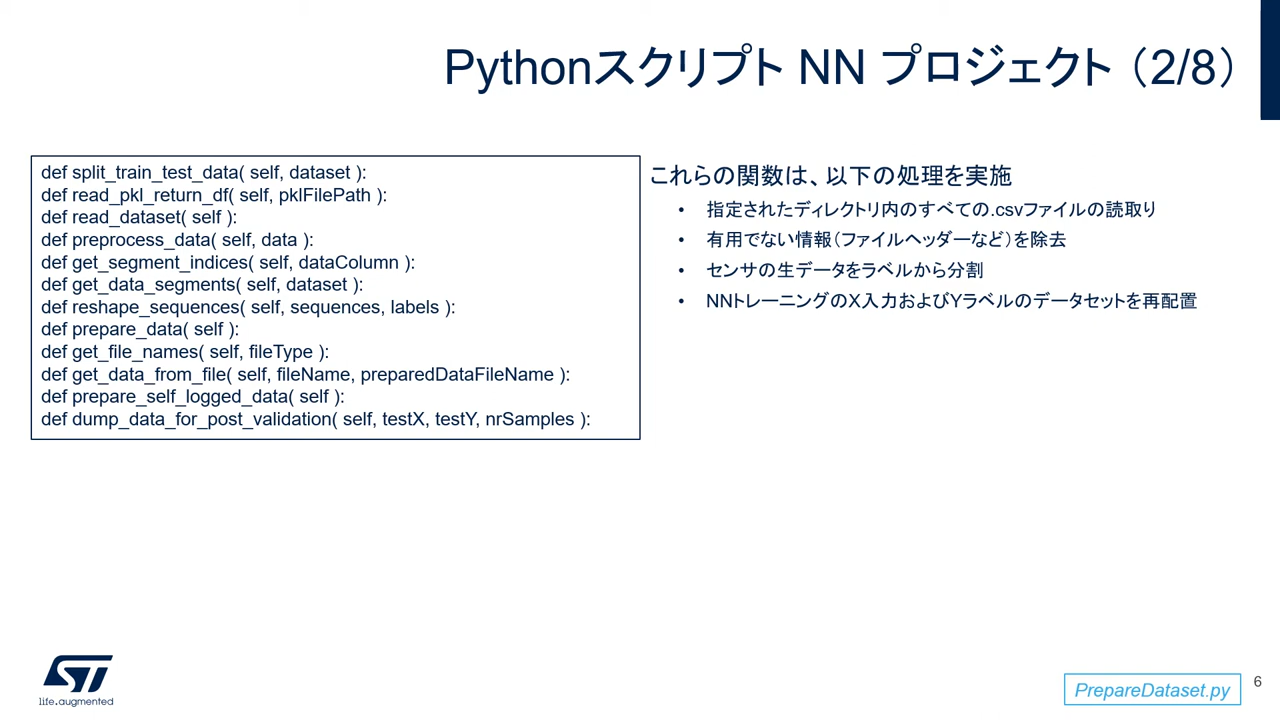 Pythonスクリプト NN プロジェクト（2/8）
def split_train_test_data( self, dataset ):
def read_pkl_return_df( self, pklFilePath ):
def read_dataset( self ):
def preprocess_data( self, data ):
def get_segment_indices( self, dataColumn ):
def get_data_segments( self, dataset ):
def reshape_sequences( self, sequences, labels ):
def prepare_data( self ):
def get_file_names( self, fileType ):
def get_data_from_file( self, fileName, preparedDataFileName ):
def prepare_self_logged_data( self ):
def dump_data_for_post_validation( self, testX, testY, nrSamples ):
これらの関数は、以下の処理を実施
• 指定されたディレクトリ内のすべての.csvファイルの読取り
• 有用でない情報（ファイルヘッダーなど）を除去
• センサの生データをラベルから分割
• NNトレーニングのX入力およびYラベルのデータセットを再配置
ST
life.augmented
PrepareDataset.py
6